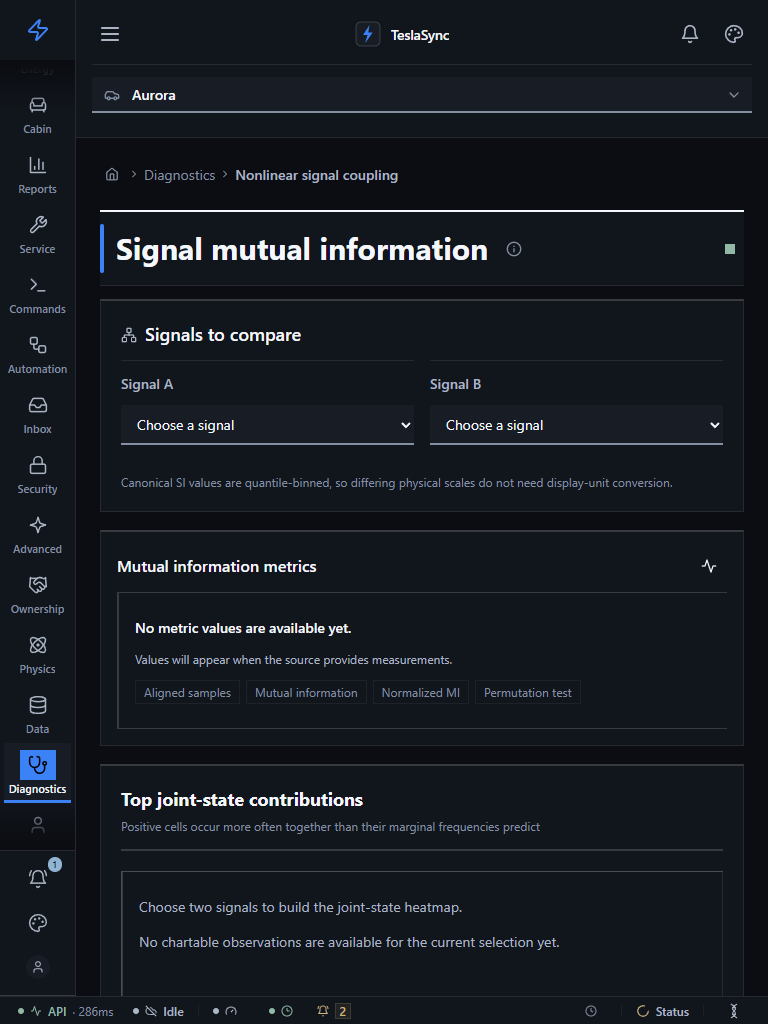 TeslaSync
Aurora
Energy
Cabin
Reports
Service
Commands
Automation
Inbox
Security
Advanced
Ownership
Physics
Data
Diagnostics
1
Diagnostics > Nonlinear signal coupling
Signal mutual information
Signals to compare
Signal A Signal B
Choose a signal Choose a signal
Canonical SI values are quantile-binned, so differing physical scales do not need display-unit conversion.
Mutual information metrics
No metric values are available yet.
Values will appear when the source provides measurements.
Aligned samples Mutual information Normalized MI Permutation test
Top joint-state contributions
Positive cells occur more often together than their marginal frequencies predict
Choose two signals to build the joint-state heatmap.
No chartable observations are available for the current selection yet.
API · 286ms Idle 2 Status